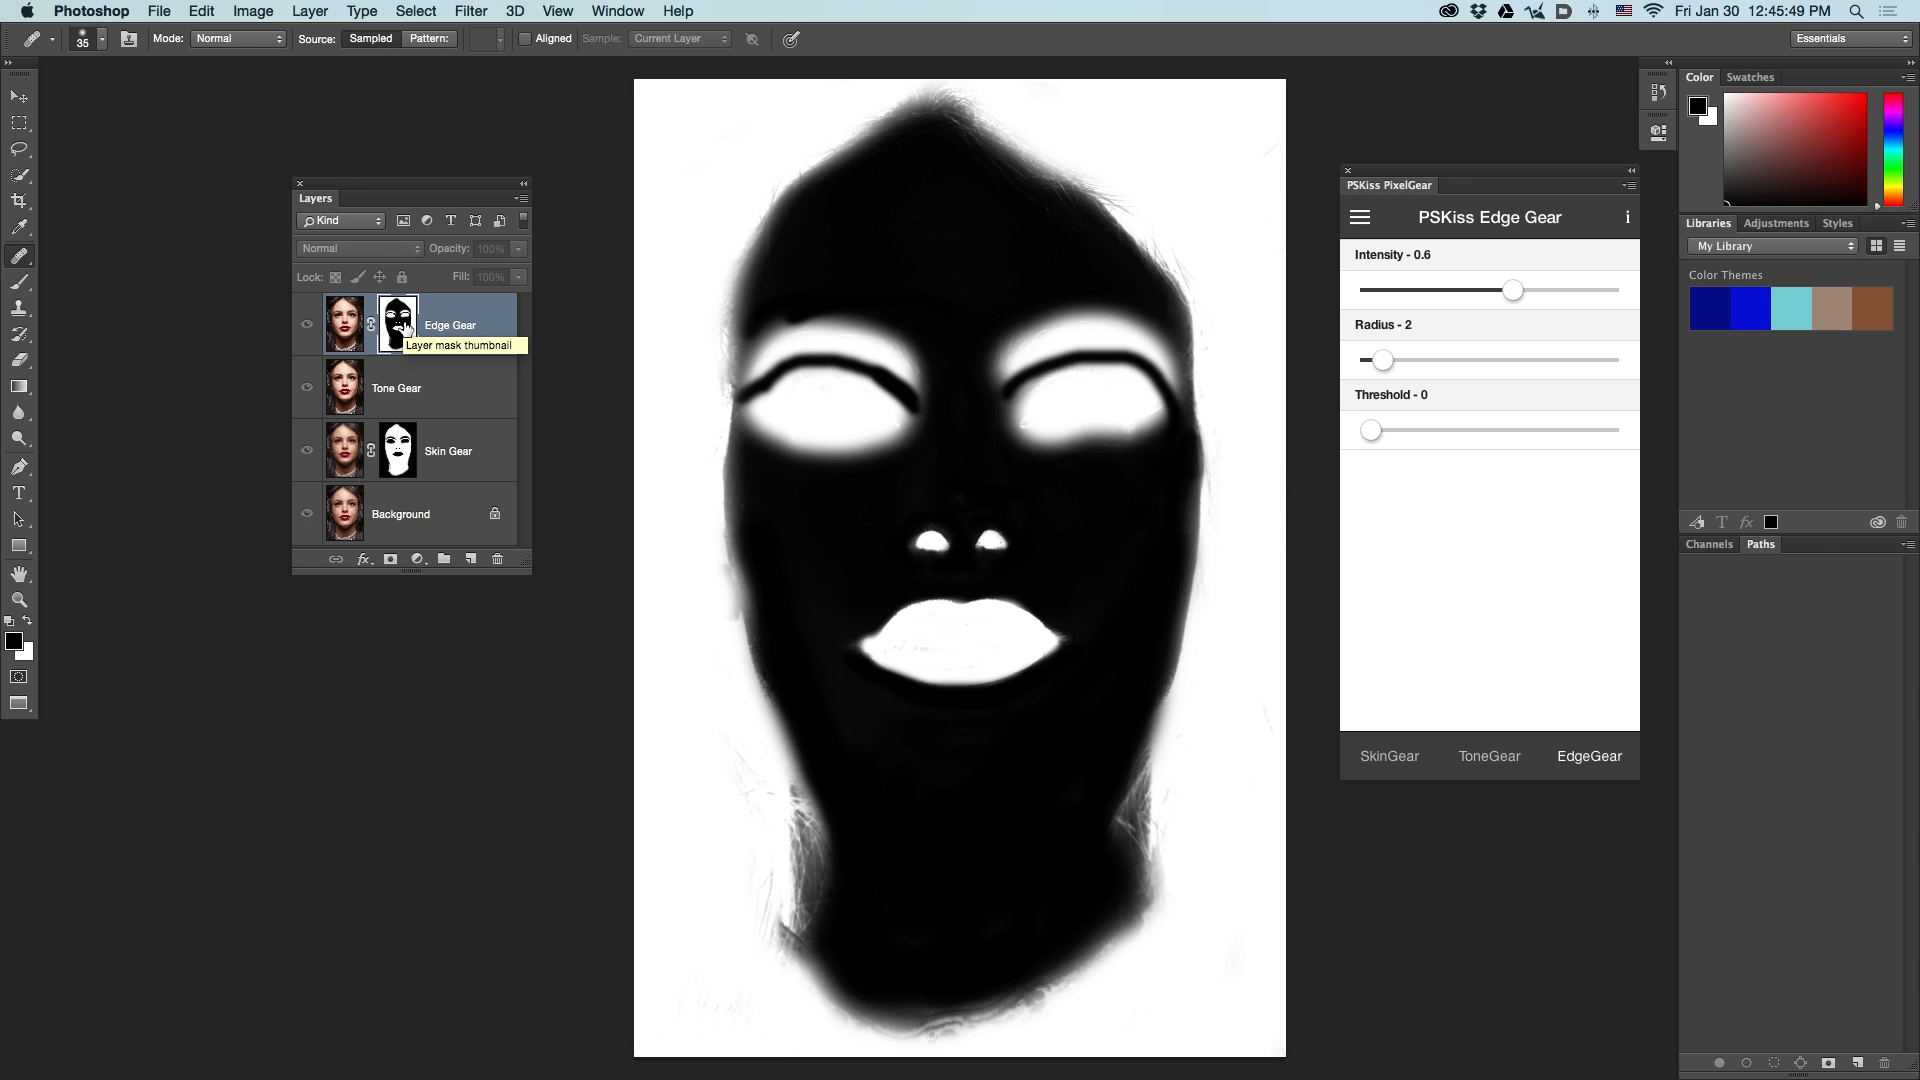 Photoshop File Edit Image Layer Type Select Filter 3D View Window Help Fri Jan 30 12:45:49 PM
35 Mode: Normal Source: Sampled Pattern: Aligned Sample: Current Layer Essentials
Layers
Kind
Normal Opacity: 100%
Lock: Fill: 100%
Edge Gear
Layer mask thumbnail
Tone Gear
Skin Gear
Background
fx
PSKiss PixelGear
PSKiss Edge Gear i
Intensity - 0.6
Radius - 2
Threshold - 0
SkinGear ToneGear EdgeGear
Color Swatches
Libraries Adjustments Styles
My Library
Color Themes
T fx
Channels Paths